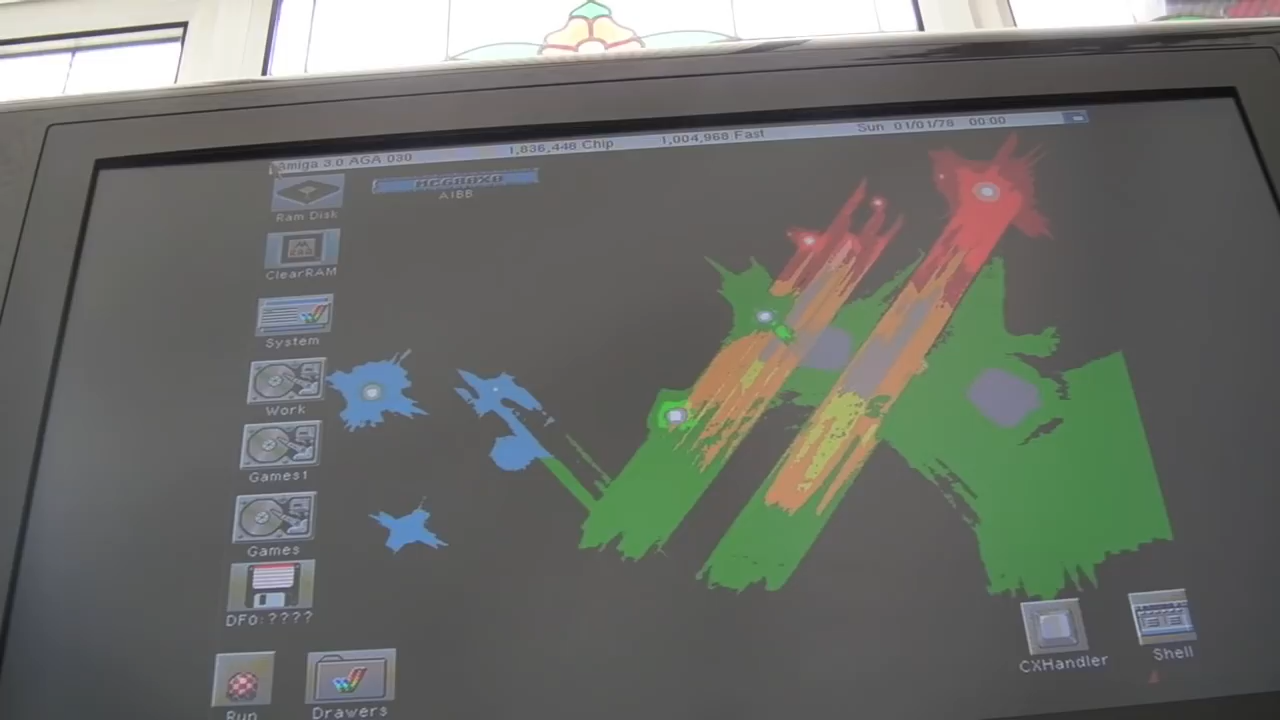 Amiga 3.0 AGA 030 1,836,448 Chip 1,004,968 Fast Sun 01/01/78 00:00
Ram Disk
AIBB
ClearRAM
System
Work
Games1
Games
DF0:????
Run
Drawers
CXHandler
Shell